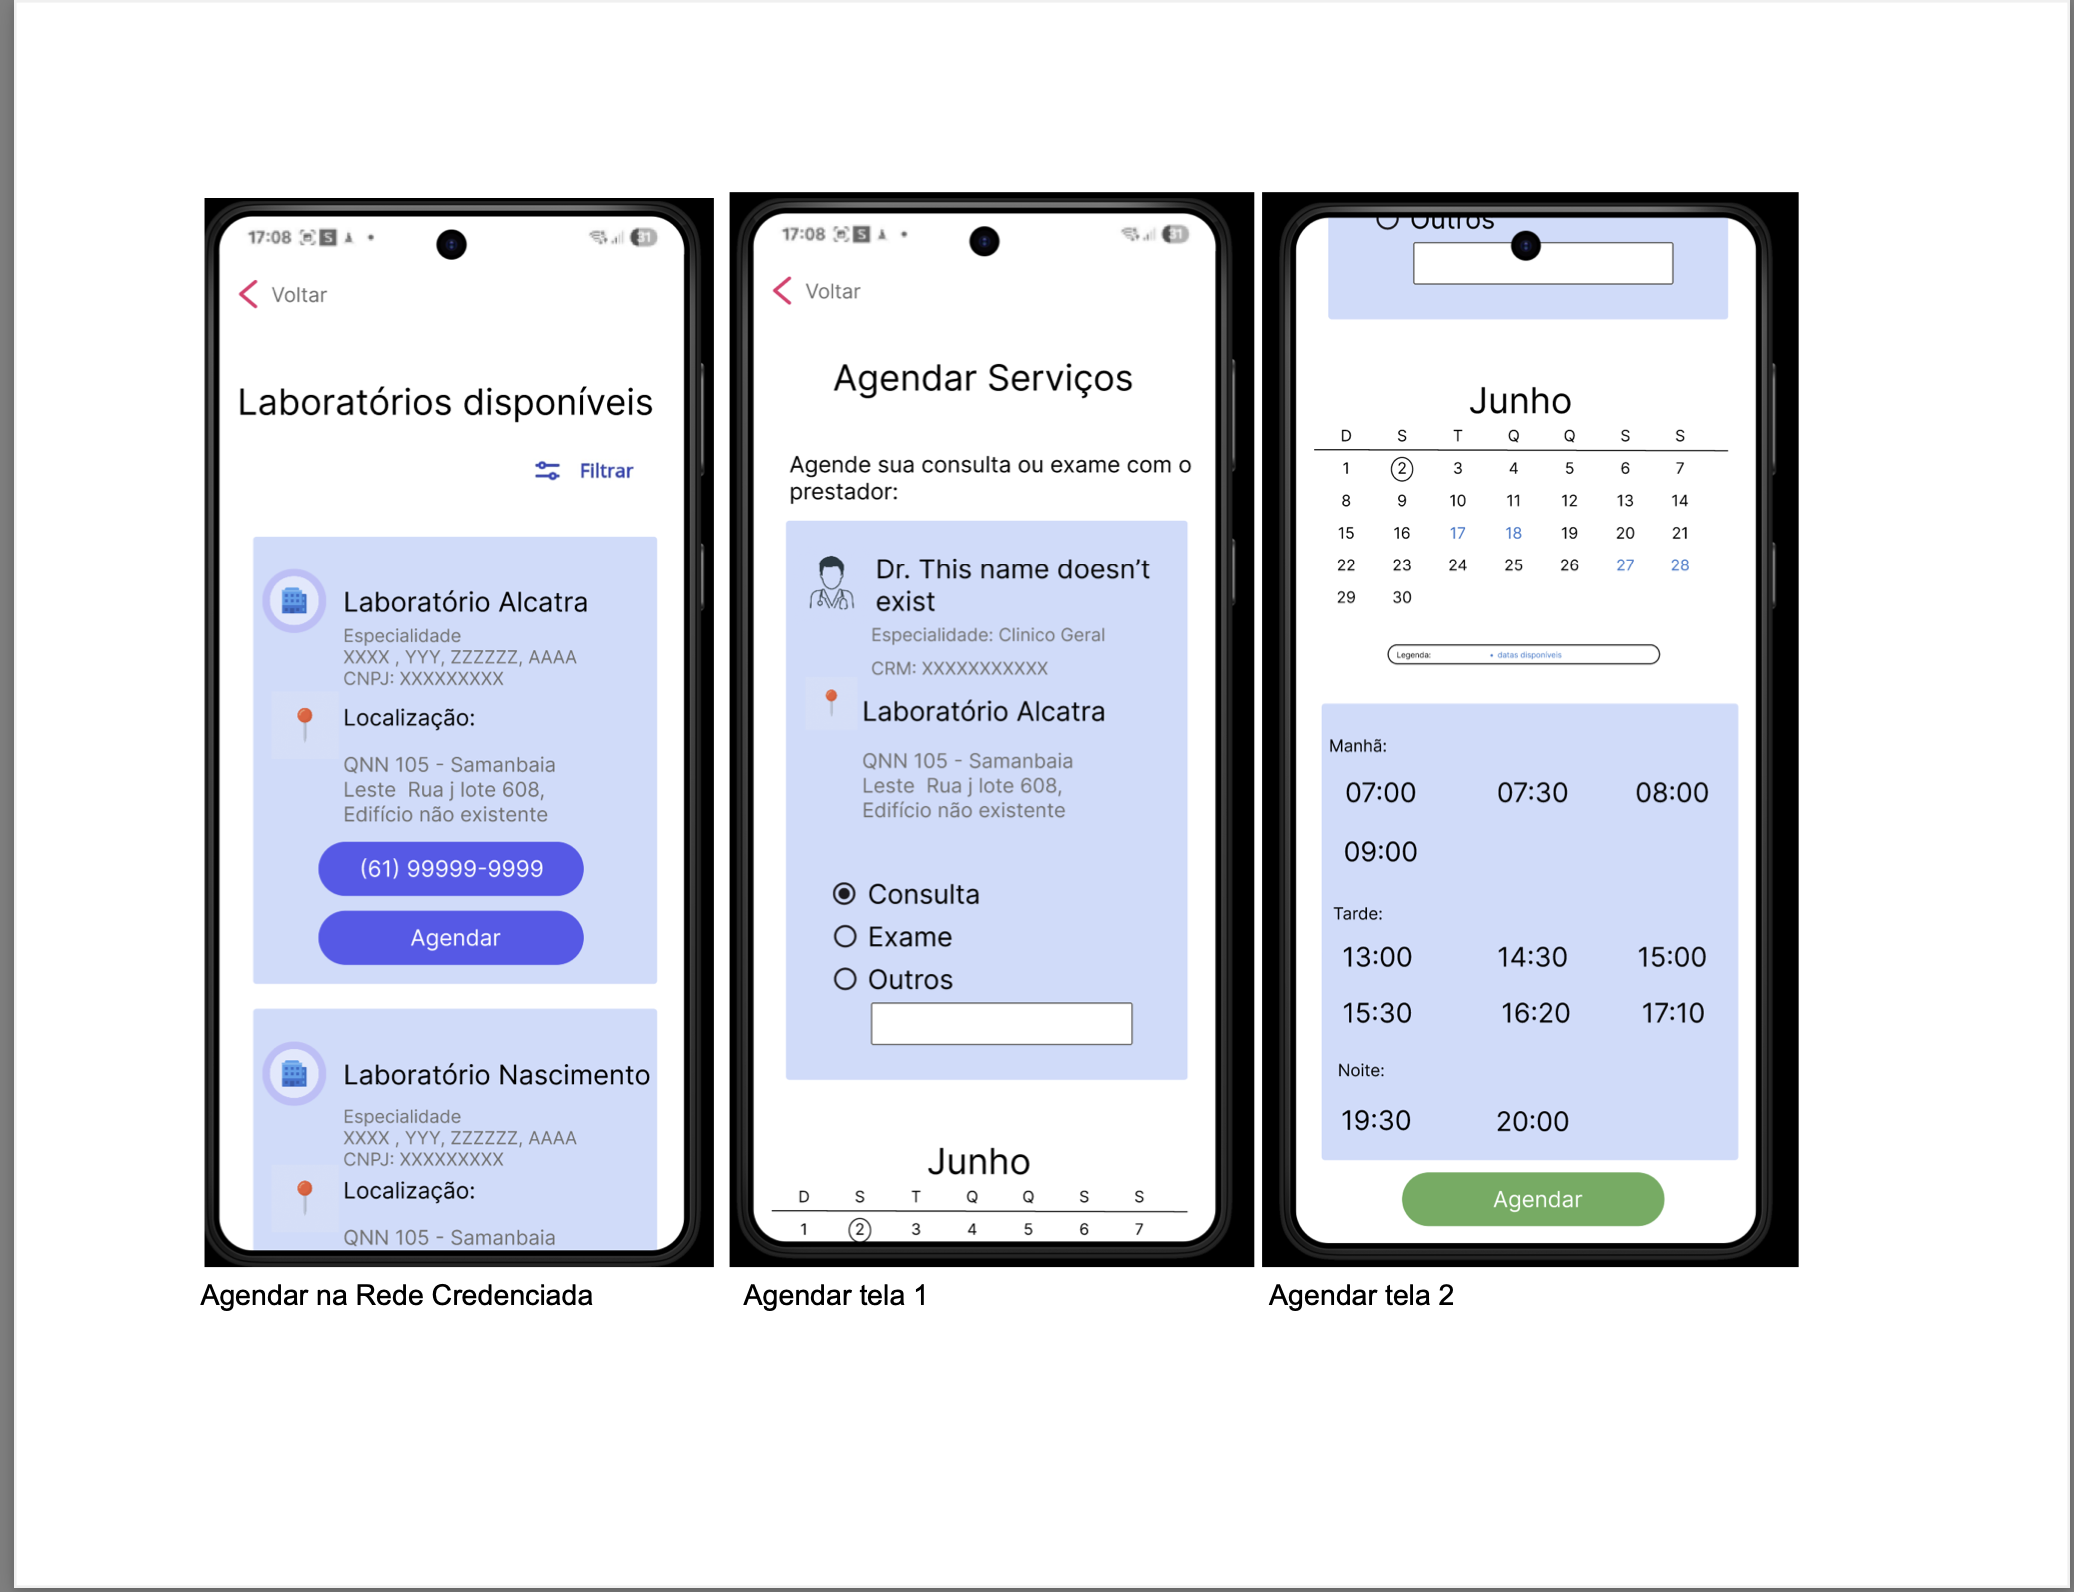 17:08
31
Voltar
Laboratórios disponíveis
Filtrar
Laboratório Alcatra
Especialidade
XXXX , YYY, ZZZZZZ, AAAA
CNPJ: XXXXXXXXX
Localização:
QNN 105 - Samanbaia
Leste Rua j lote 608,
Edifício não existente
(61) 99999-9999
Agendar
Laboratório Nascimento
Especialidade
XXXX , YYY, ZZZZZZ, AAAA
CNPJ: XXXXXXXXX
Localização:
QNN 105 - Samanbaia
Agendar na Rede Credenciada
17:08
31
Voltar
Agendar Serviços
Agende sua consulta ou exame com o
prestador:
Dr. This name doesn't
exist
Especialidade: Clinico Geral
CRM: XXXXXXXXXXX
Laboratório Alcatra
QNN 105 - Samanbaia
Leste Rua j lote 608,
Edifício não existente
Consulta
Exame
Outros
Junho
D S T Q Q S S
1 2 3 4 5 6 7
Agendar tela 1
Outros
Junho
D S T Q Q S S
1 2 3 4 5 6 7
8 9 10 11 12 13 14
15 16 17 18 19 20 21
22 23 24 25 26 27 28
29 30
Legenda: • datas disponíveis
Manhã:
07:00 07:30 08:00
09:00
Tarde:
13:00 14:30 15:00
15:30 16:20 17:10
Noite:
19:30 20:00
Agendar
Agendar tela 2